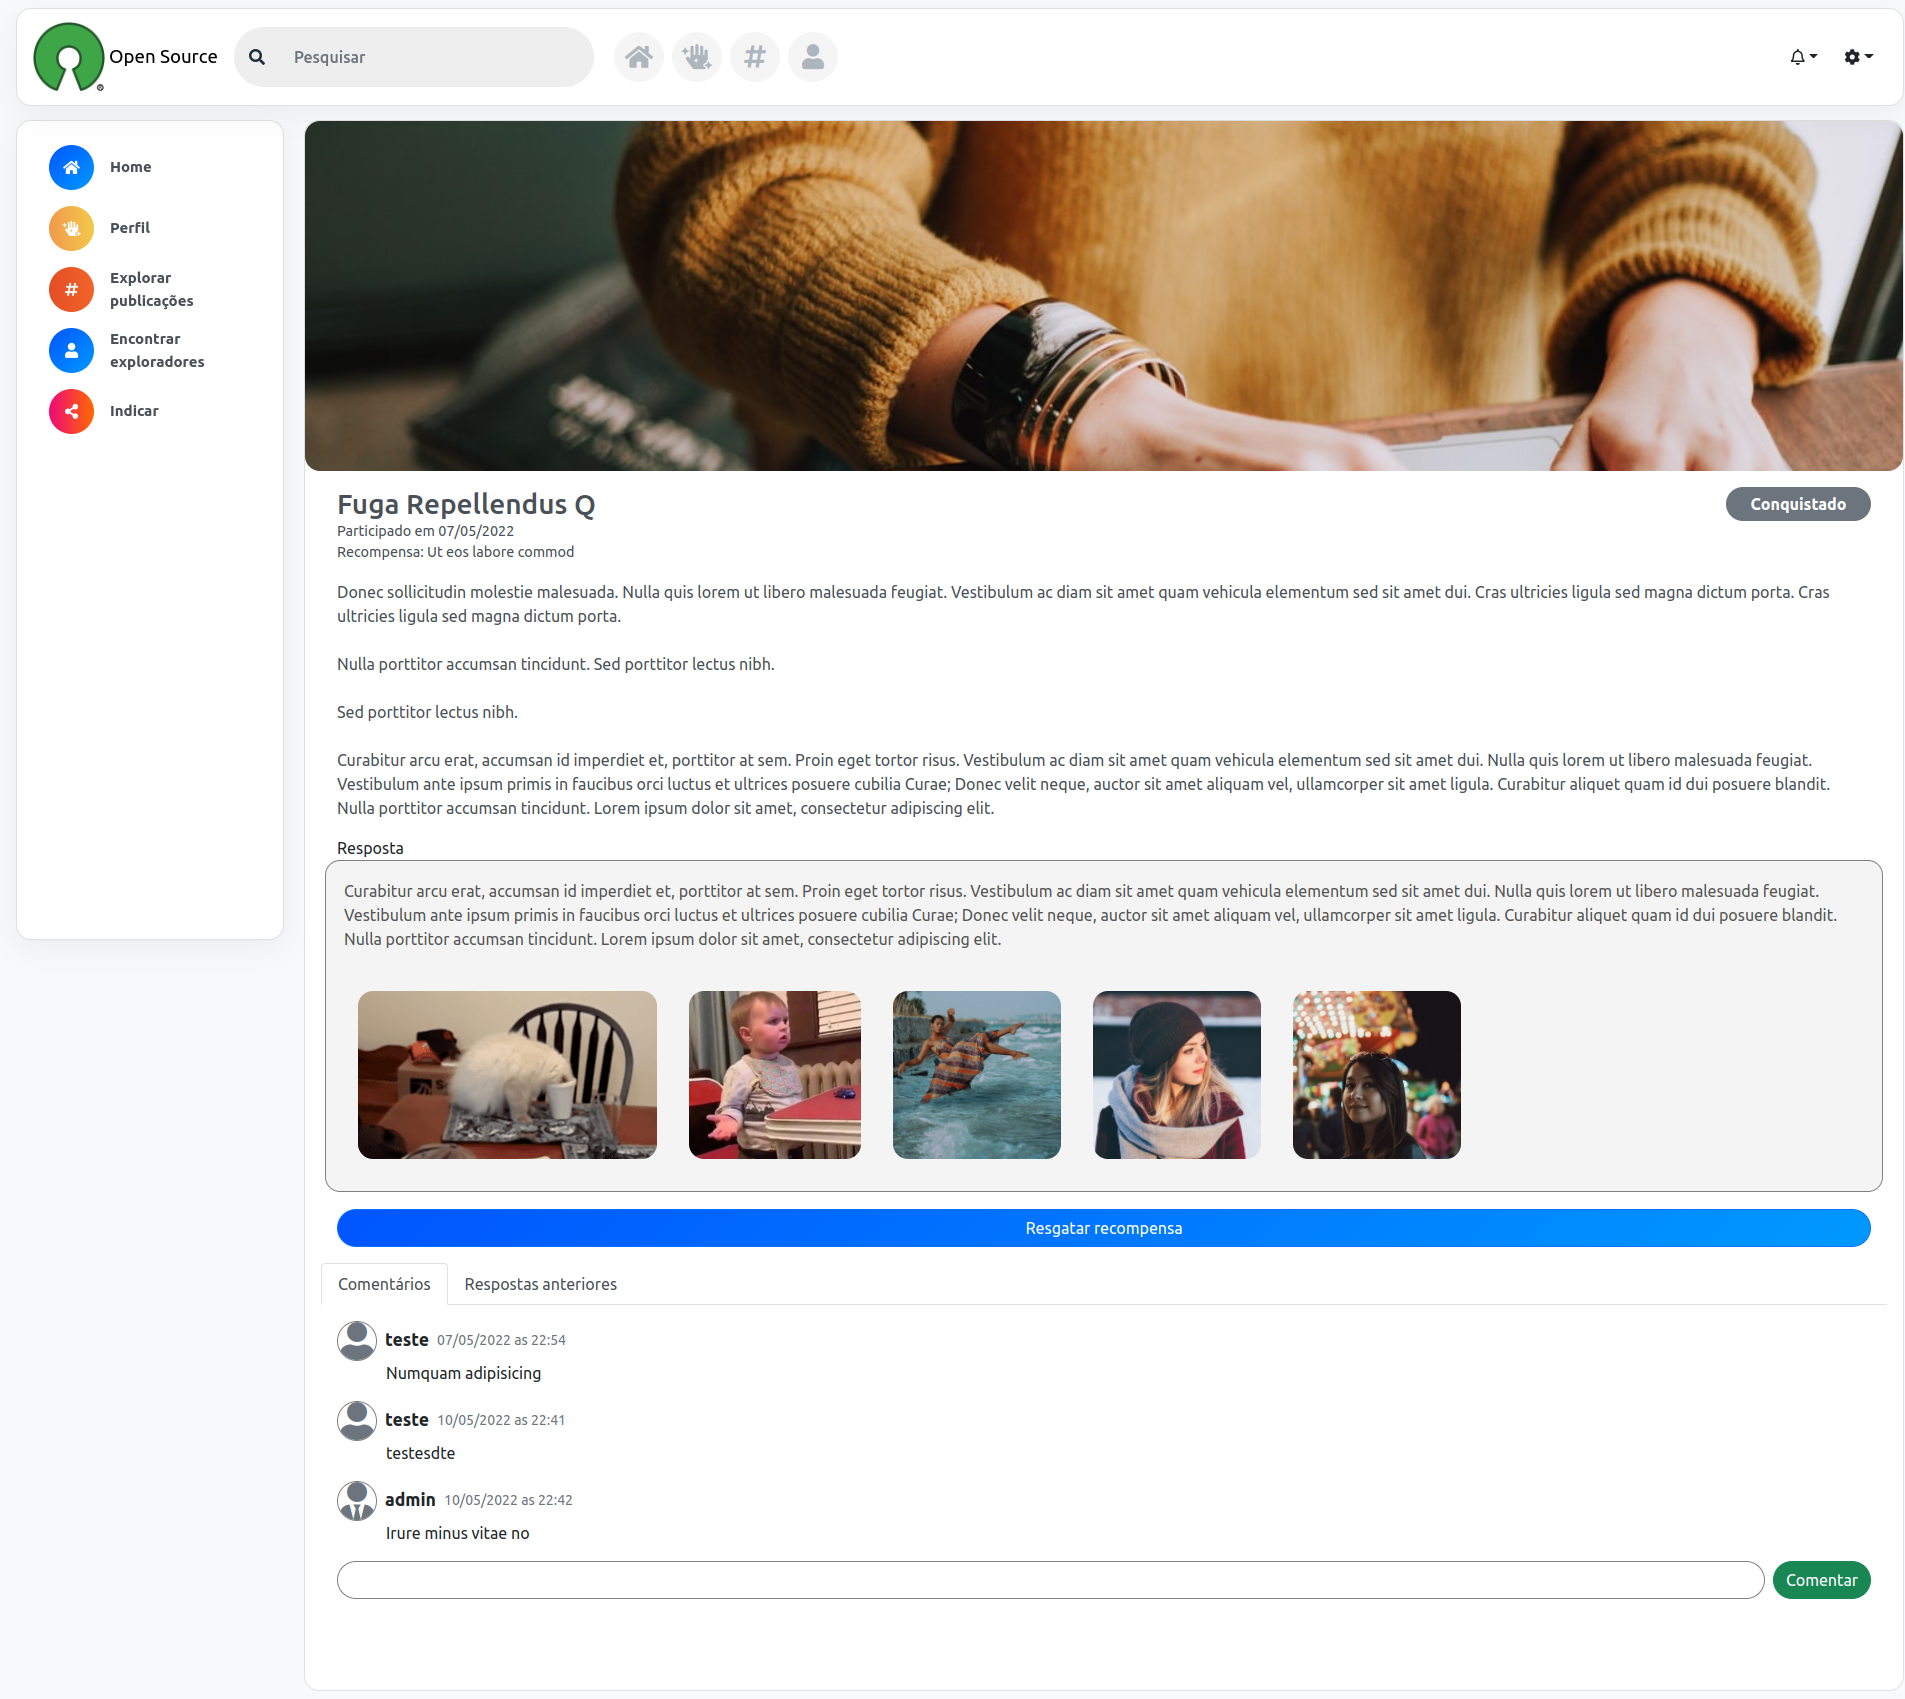 Open Source
Pesquisar
Home
Perfil
Explorar
publicações
Encontrar
exploradores
Indicar
Fuga Repellendus Q
Conquistado
Participado em 07/05/2022
Recompensa: Ut eos labore commod
Donec sollicitudin molestie malesuada. Nulla quis lorem ut libero malesuada feugiat. Vestibulum ac diam sit amet quam vehicula elementum sed sit amet dui. Cras ultricies ligula sed magna dictum porta. Cras
ultricies ligula sed magna dictum porta.
Nulla porttitor accumsan tincidunt. Sed porttitor lectus nibh.
Sed porttitor lectus nibh.
Curabitur arcu erat, accumsan id imperdiet et, porttitor at sem. Proin eget tortor risus. Vestibulum ac diam sit amet quam vehicula elementum sed sit amet dui. Nulla quis lorem ut libero malesuada feugiat.
Vestibulum ante ipsum primis in faucibus orci luctus et ultrices posuere cubilia Curae; Donec velit neque, auctor sit amet aliquam vel, ullamcorper sit amet ligula. Curabitur aliquet quam id dui posuere blandit.
Nulla porttitor accumsan tincidunt. Lorem ipsum dolor sit amet, consectetur adipiscing elit.
Resposta
Curabitur arcu erat, accumsan id imperdiet et, porttitor at sem. Proin eget tortor risus. Vestibulum ac diam sit amet quam vehicula elementum sed sit amet dui. Nulla quis lorem ut libero malesuada feugiat.
Vestibulum ante ipsum primis in faucibus orci luctus et ultrices posuere cubilia Curae; Donec velit neque, auctor sit amet aliquam vel, ullamcorper sit amet ligula. Curabitur aliquet quam id dui posuere blandit.
Nulla porttitor accumsan tincidunt. Lorem ipsum dolor sit amet, consectetur adipiscing elit.
Resgatar recompensa
Comentários
Respostas anteriores
teste 07/05/2022 as 22:54
Numquam adipisicing
teste 10/05/2022 as 22:41
testesdte
admin 10/05/2022 as 22:42
Irure minus vitae no
Comentar